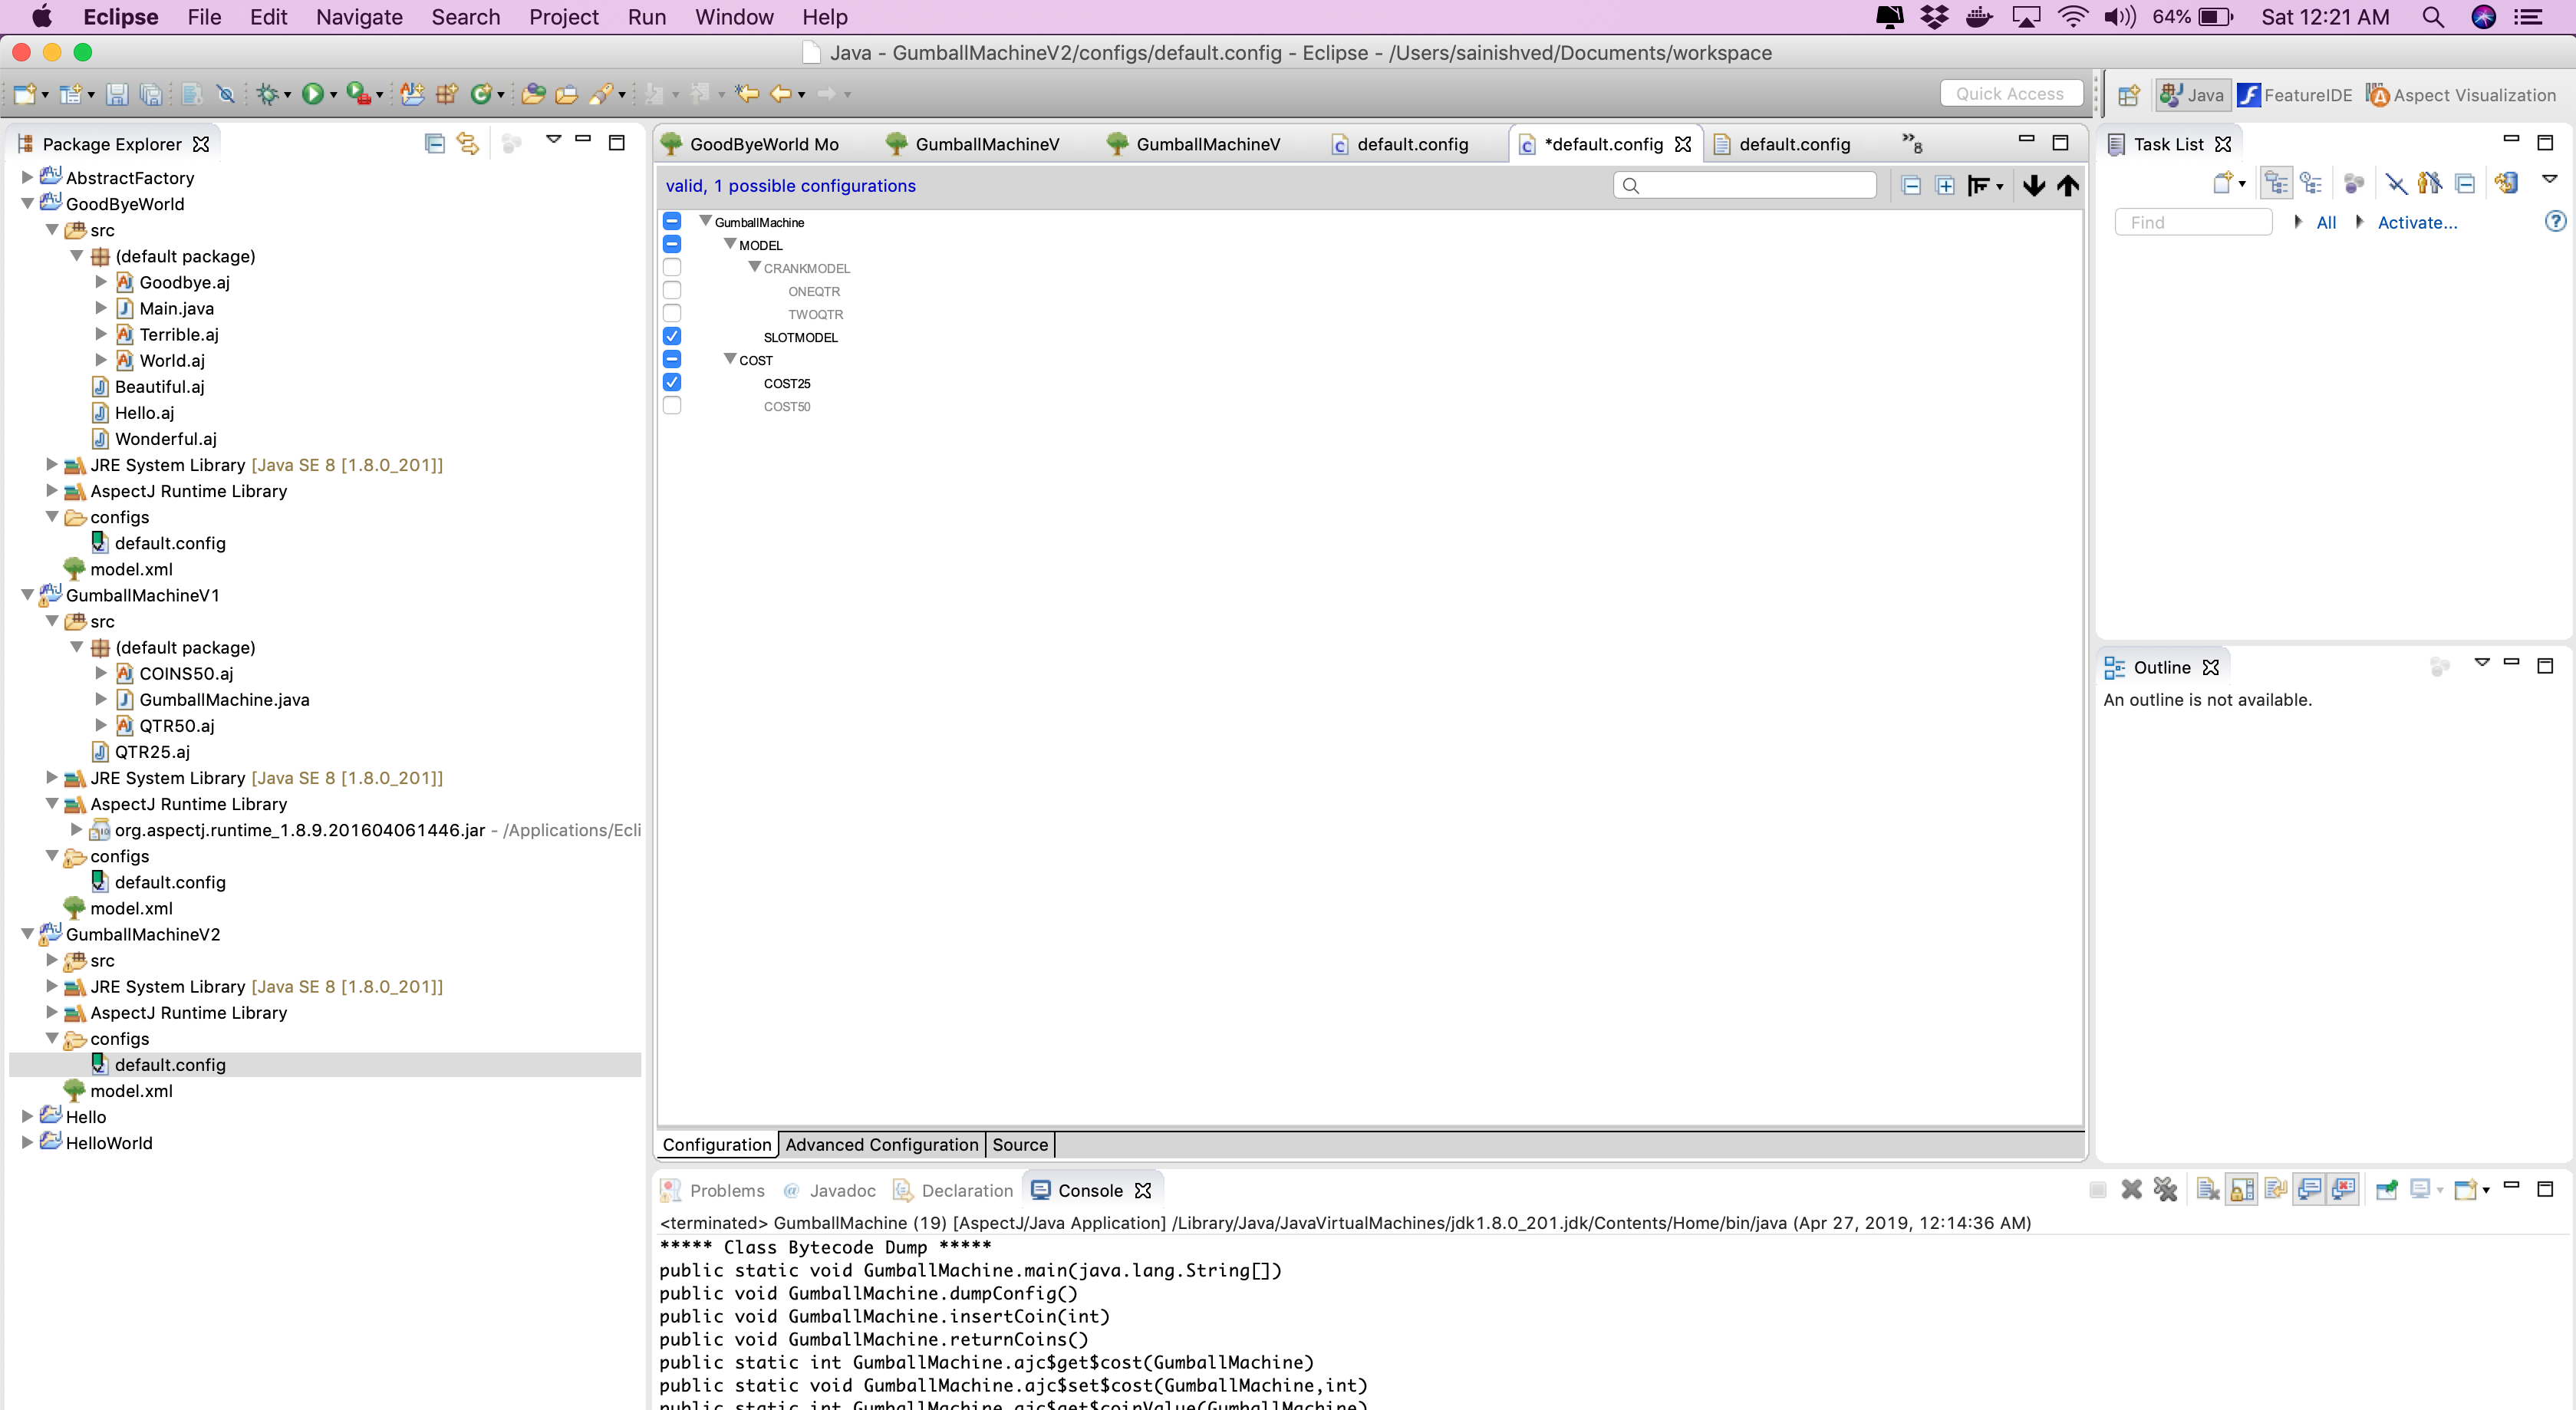 Eclipse File Edit Navigate Search Project Run Window Help 64% Sat 12:21 AM
Java - GumballMachineV2/configs/default.config - Eclipse - /Users/sainishved/Documents/workspace
Quick Access Java FeatureIDE Aspect Visualization
Package Explorer
AbstractFactory
GoodByeWorld
src
(default package)
Goodbye.aj
Main.java
Terrible.aj
World.aj
Beautiful.aj
Hello.aj
Wonderful.aj
JRE System Library [Java SE 8 [1.8.0_201]]
AspectJ Runtime Library
configs
default.config
model.xml
GumballMachineV1
src
(default package)
COINS50.aj
GumballMachine.java
QTR50.aj
QTR25.aj
JRE System Library [Java SE 8 [1.8.0_201]]
AspectJ Runtime Library
org.aspectj.runtime_1.8.9.201604061446.jar - /Applications/Ecli
configs
default.config
model.xml
GumballMachineV2
src
JRE System Library [Java SE 8 [1.8.0_201]]
AspectJ Runtime Library
configs
default.config
model.xml
Hello
HelloWorld
GoodByeWorld Mo GumballMachineV GumballMachineV default.config *default.config default.config »8
valid, 1 possible configurations
GumballMachine
MODEL
CRANKMODEL
ONEQTR
TWOQTR
SLOTMODEL
COST
COST25
COST50
Configuration Advanced Configuration Source
Task List
Find All Activate...
Outline
An outline is not available.
Problems Javadoc Declaration Console
<terminated> GumballMachine (19) [AspectJ/Java Application] /Library/Java/JavaVirtualMachines/jdk1.8.0_201.jdk/Contents/Home/bin/java (Apr 27, 2019, 12:14:36 AM)
***** Class Bytecode Dump *****
public static void GumballMachine.main(java.lang.String[])
public void GumballMachine.dumpConfig()
public void GumballMachine.insertCoin(int)
public void GumballMachine.returnCoins()
public static int GumballMachine.ajc$get$cost(GumballMachine)
public static void GumballMachine.ajc$set$cost(GumballMachine,int)
public static int GumballMachine.ajc$get$coinValue(GumballMachine)